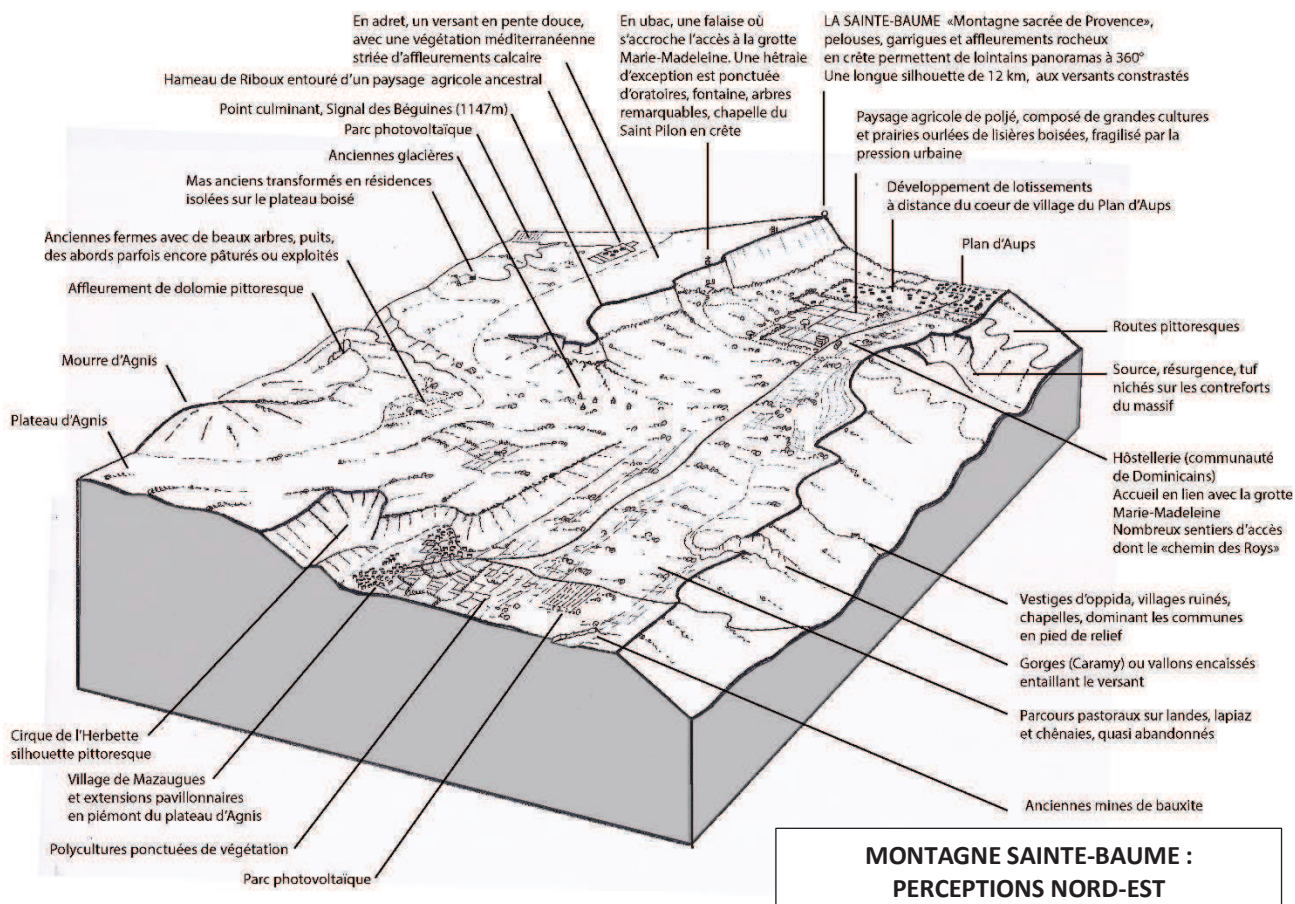 En adret, un versant en pente douce,
avec une végétation méditerranéenne
striée d'affleurements calcaire
Hameau de Riboux entouré d'un paysage agricole ancestral
Point culminant, Signal des Béguines (1147m)
Parc photovoltaïque
Anciennes glacières
Mas anciens transformés en résidences
isolées sur le plateau boisé
Anciennes fermes avec de beaux arbres, puits,
des abords parfois encore pâturés ou exploités
Affleurement de dolomie pittoresque
Mourre d'Agnis
Plateau d'Agnis
En ubac, une falaise où
s'accroche l'accès à la grotte
Marie-Madeleine. Une hêtraie
d'exception est ponctuée
d'oratoires, fontaine, arbres
remarquables, chapelle du
Saint Pilon en crête
LA SAINTE-BAUME «Montagne sacrée de Provence»,
pelouses, garrigues et affleurements rocheux
en crête permettent de lointains panoramas à 360°
Une longue silhouette de 12 km, aux versants constrastés
Paysage agricole de poljé, composé de grandes cultures
et prairies ourlées de lisières boisées, fragilisé par la
pression urbaine
Développement de lotissements
à distance du coeur de village du Plan d'Aups
Plan d'Aups
Routes pittoresques
Source, résurgence, tuf
nichés sur les contreforts
du massif
Hôstellerie (communauté
de Dominicains)
Accueil en lien avec la grotte
Marie-Madeleine
Nombreux sentiers d'accès
dont le «chemin des Roys»
Vestiges d'oppida, villages ruinés,
chapelles, dominant les communes
en pied de relief
Gorges (Caramy) ou vallons encaissés
entaillant le versant
Parcours pastoraux sur landes, lapiaz
et chênaies, quasi abandonnés
Anciennes mines de bauxite
Cirque de l'Herbette
silhouette pittoresque
Village de Mazaugues
et extensions pavillonnaires
en piémont du plateau d'Agnis
Polycultures ponctuées de végétation
Parc photovoltaïque
MONTAGNE SAINTE-BAUME :
PERCEPTIONS NORD-EST